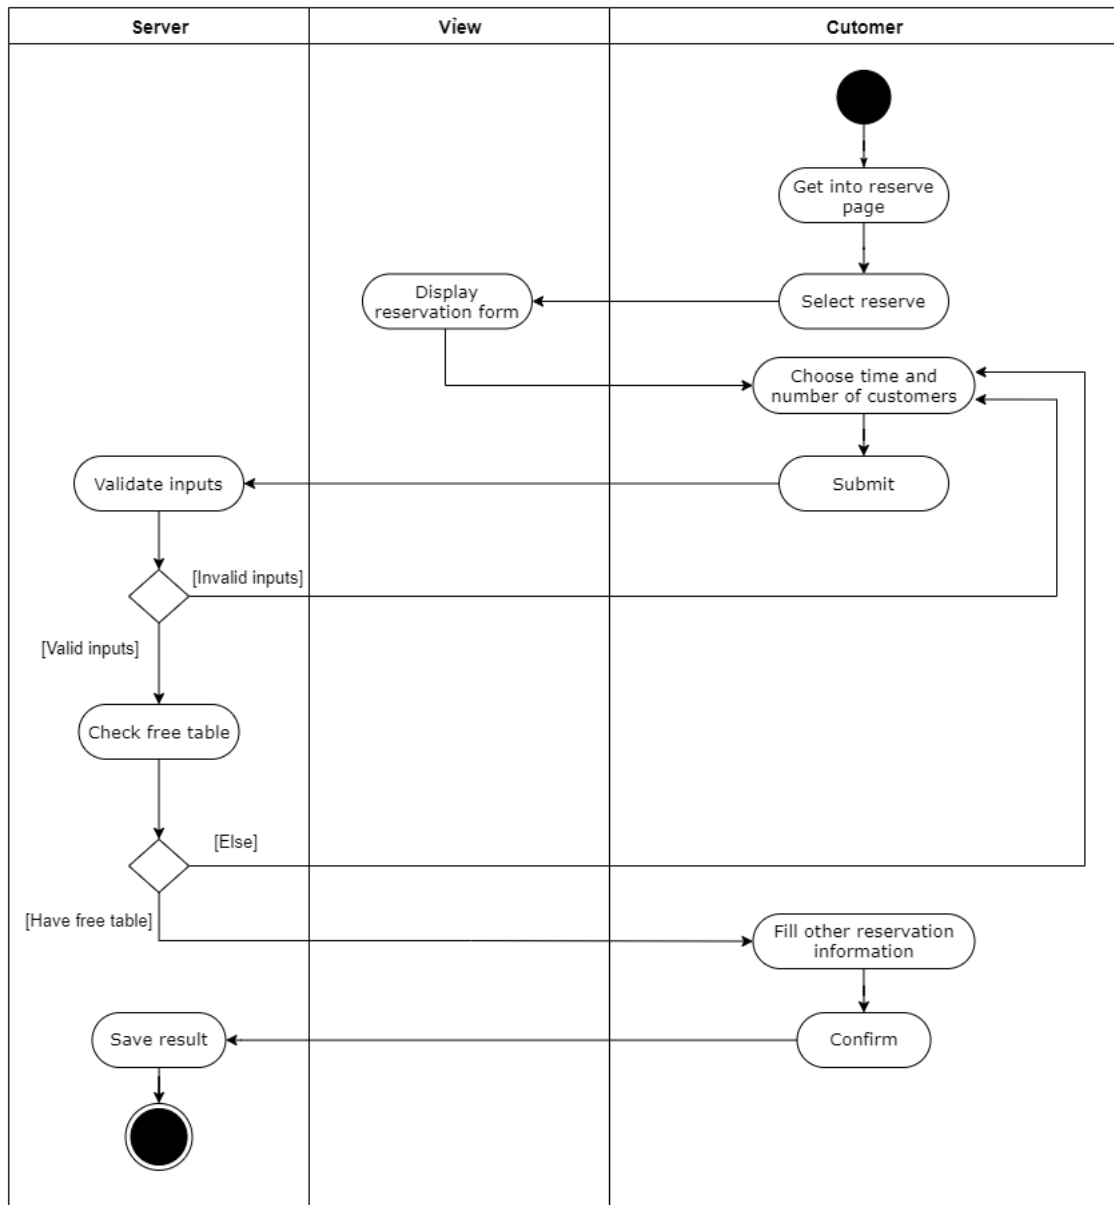 Server
View
Cutomer
Get into reserve
page
Select reserve
Display
reservation form
Choose time and
number of customers
Submit
Validate inputs
[Invalid inputs]
[Valid inputs]
Check free table
[Else]
[Have free table]
Fill other reservation
information
Confirm
Save result